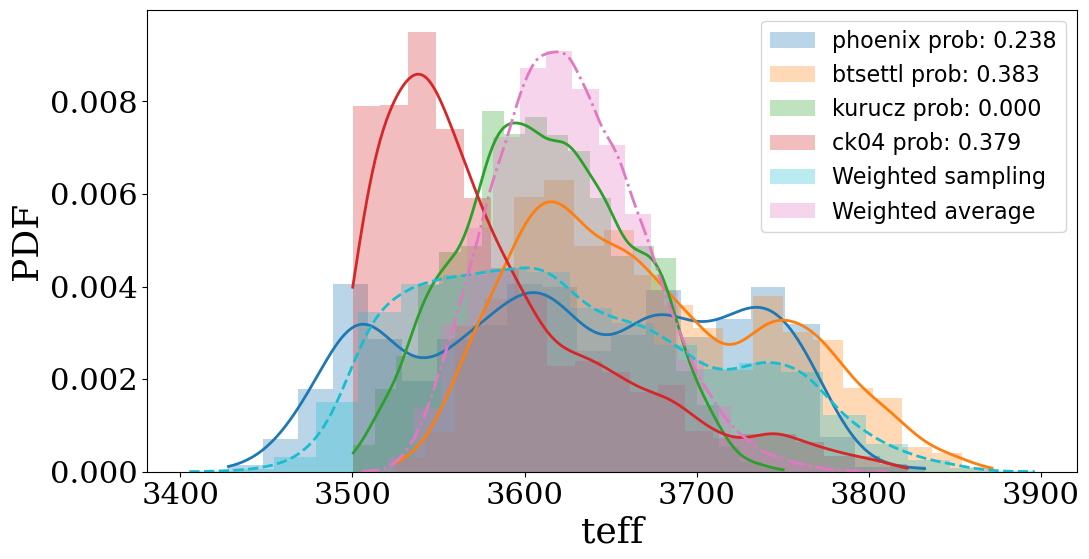 PDF
0.008
0.006
0.004
0.002
0.000
3400 3500 3600 3700 3800 3900
teff
phoenix prob: 0.238
btsettl prob: 0.383
kurucz prob: 0.000
ck04 prob: 0.379
Weighted sampling
Weighted average